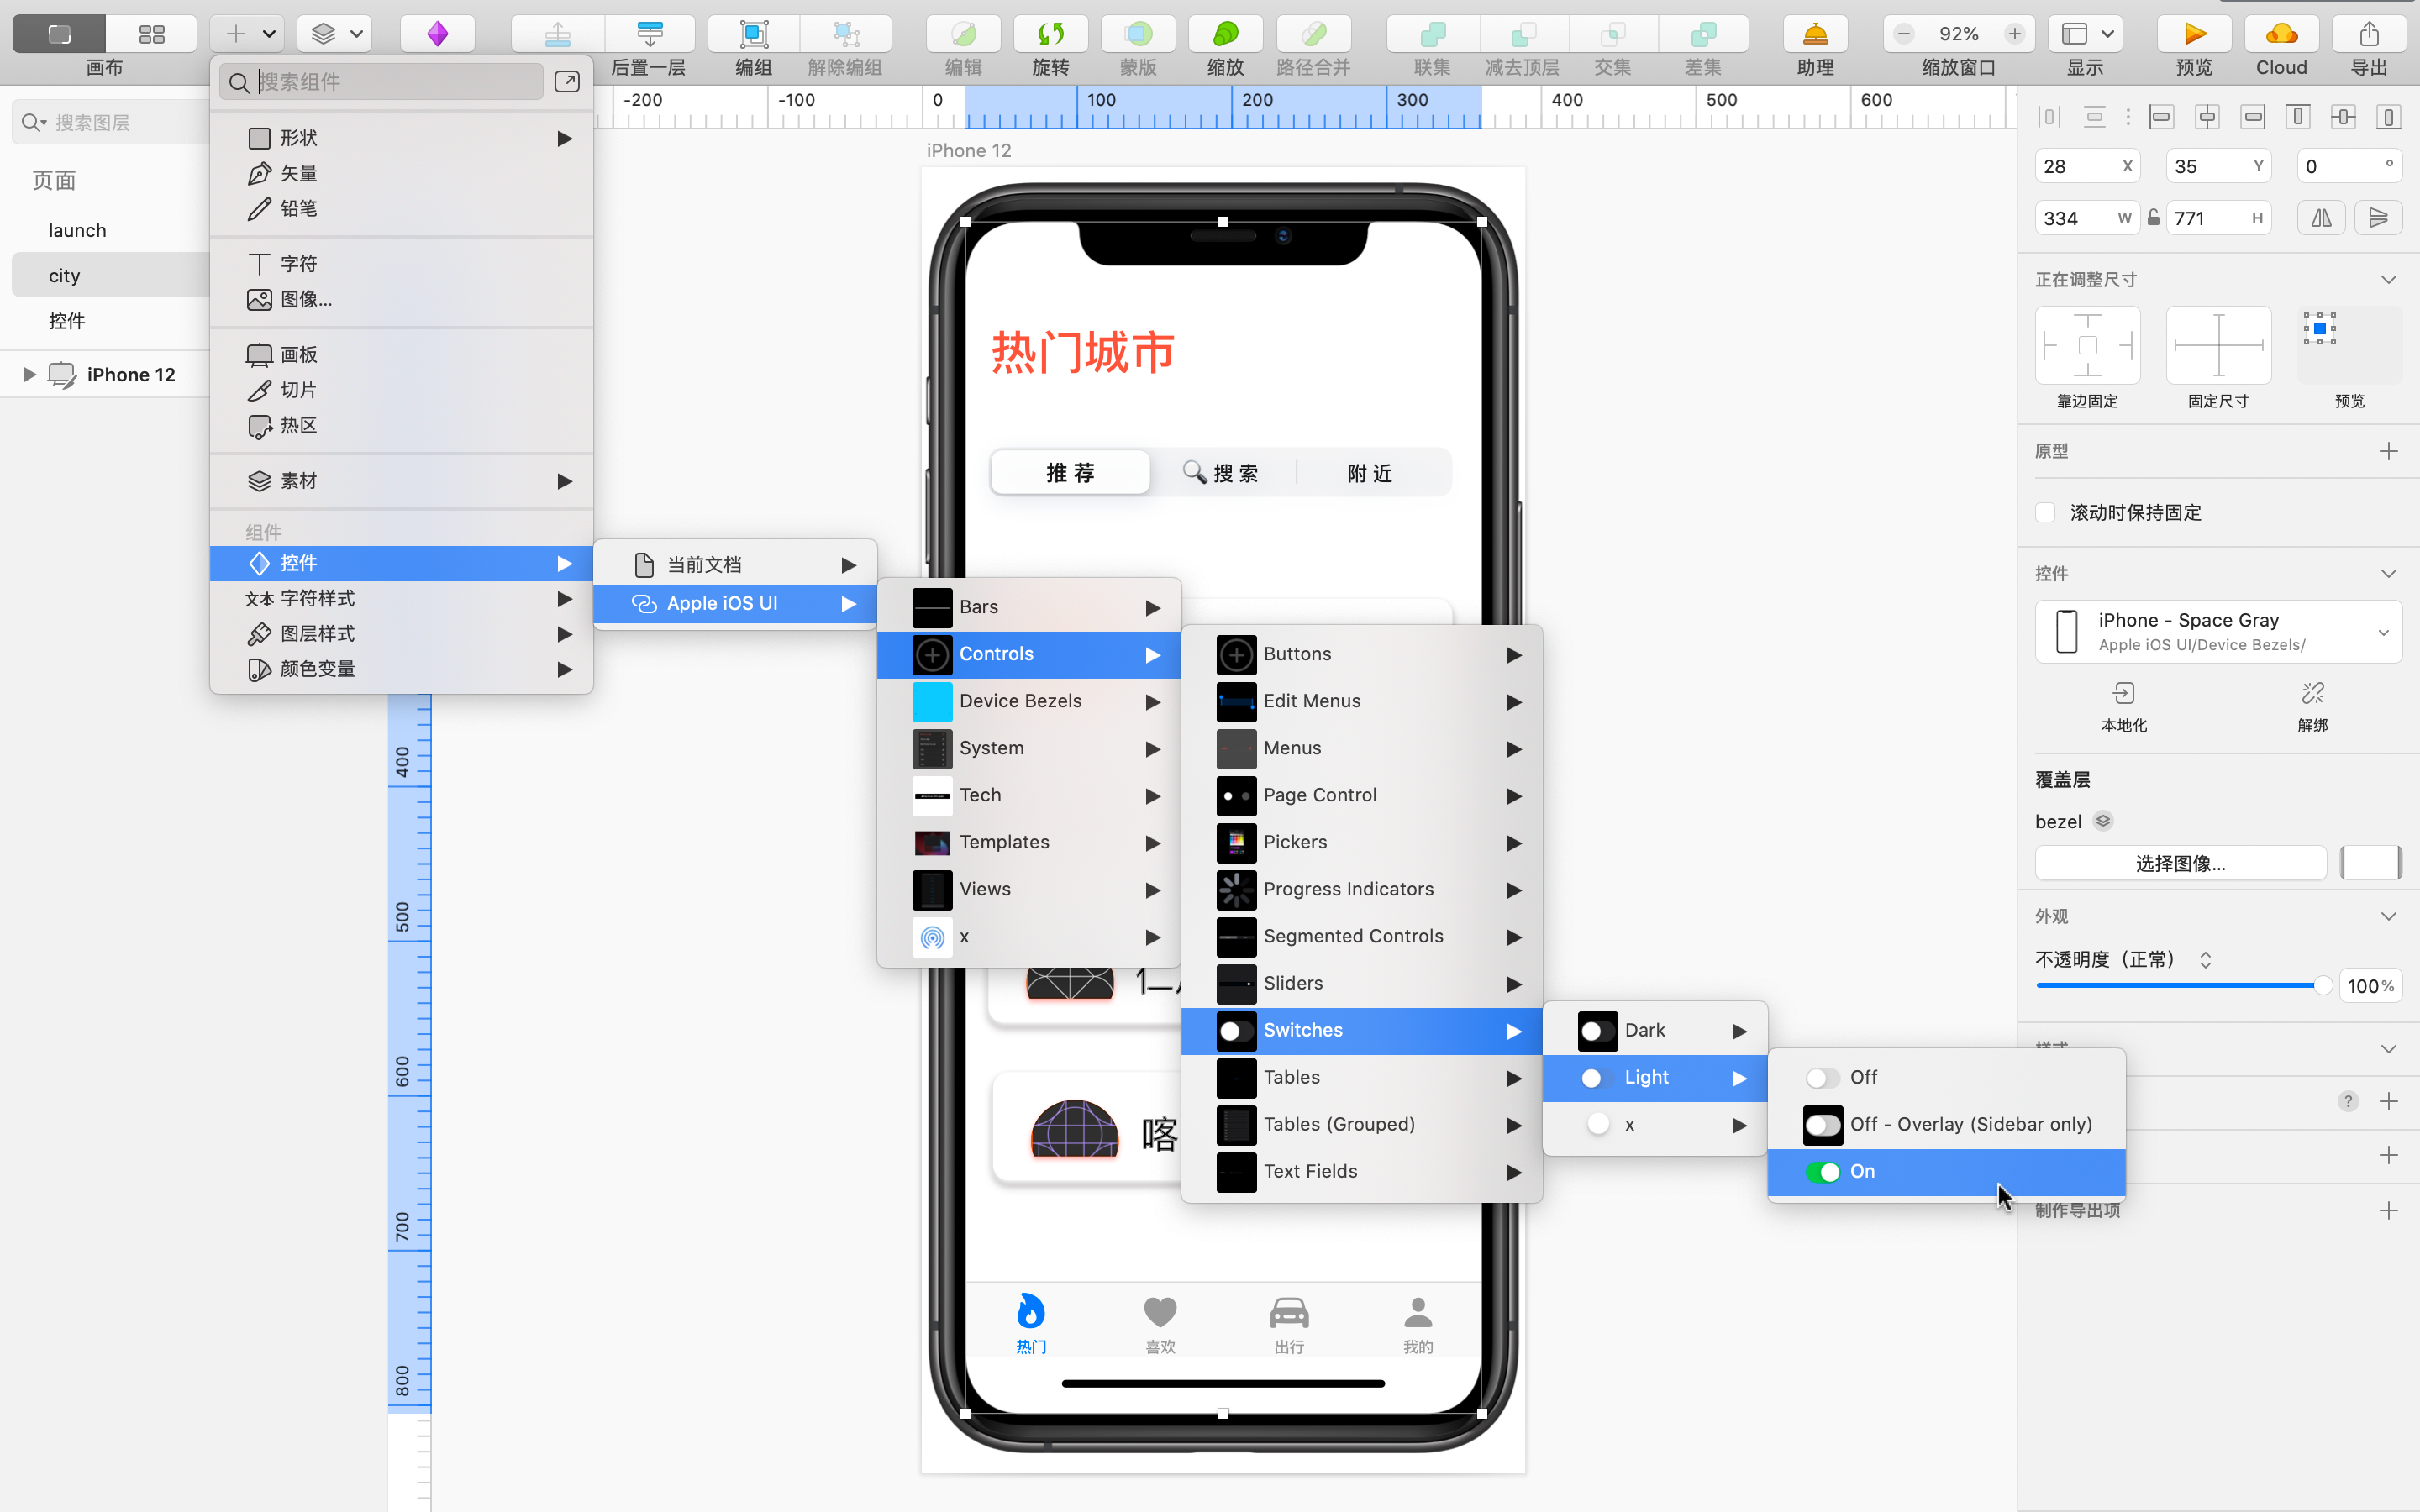 画布
后置一层
编组
解除编组
编辑
旋转
蒙版
缩放
路径合并
联集
减去顶层
交集
差集
助理
92%
缩放窗口
显示
预览
Cloud
导出
搜索组件
搜索图层
页面
launch
city
控件
iPhone 12
形状
矢量
铅笔
字符
图像...
画板
切片
热区
素材
组件
控件
文本 字符样式
图层样式
颜色变量
当前文档
Apple iOS UI
Bars
Controls
Device Bezels
System
Tech
Templates
Views
x
Buttons
Edit Menus
Menus
Page Control
Pickers
Progress Indicators
Segmented Controls
Sliders
Switches
Tables
Tables (Grouped)
Text Fields
Dark
Light
x
Off
Off - Overlay (Sidebar only)
On
-200
-100
0
100
200
300
400
500
600
400
500
600
700
800
iPhone 12
热门城市
推 荐
搜 索
附 近
喀
热门
喜欢
出行
我的
28 X
35 Y
0 °
334 W
771 H
正在调整尺寸
靠边固定
固定尺寸
预览
原型
滚动时保持固定
控件
iPhone - Space Gray
Apple iOS UI/Device Bezels/
本地化
解绑
覆盖层
bezel
选择图像...
外观
不透明度（正常）
100%
?
制作导出项